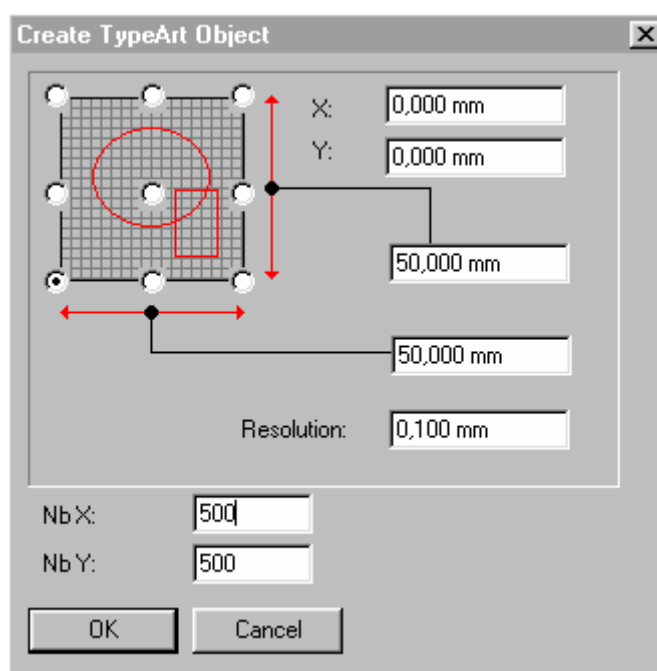 Create TypeArt Object
X: 0,000 mm
Y: 0,000 mm
50,000 mm
50,000 mm
Resolution: 0,100 mm
Nb X: 500
Nb Y: 500
OK Cancel